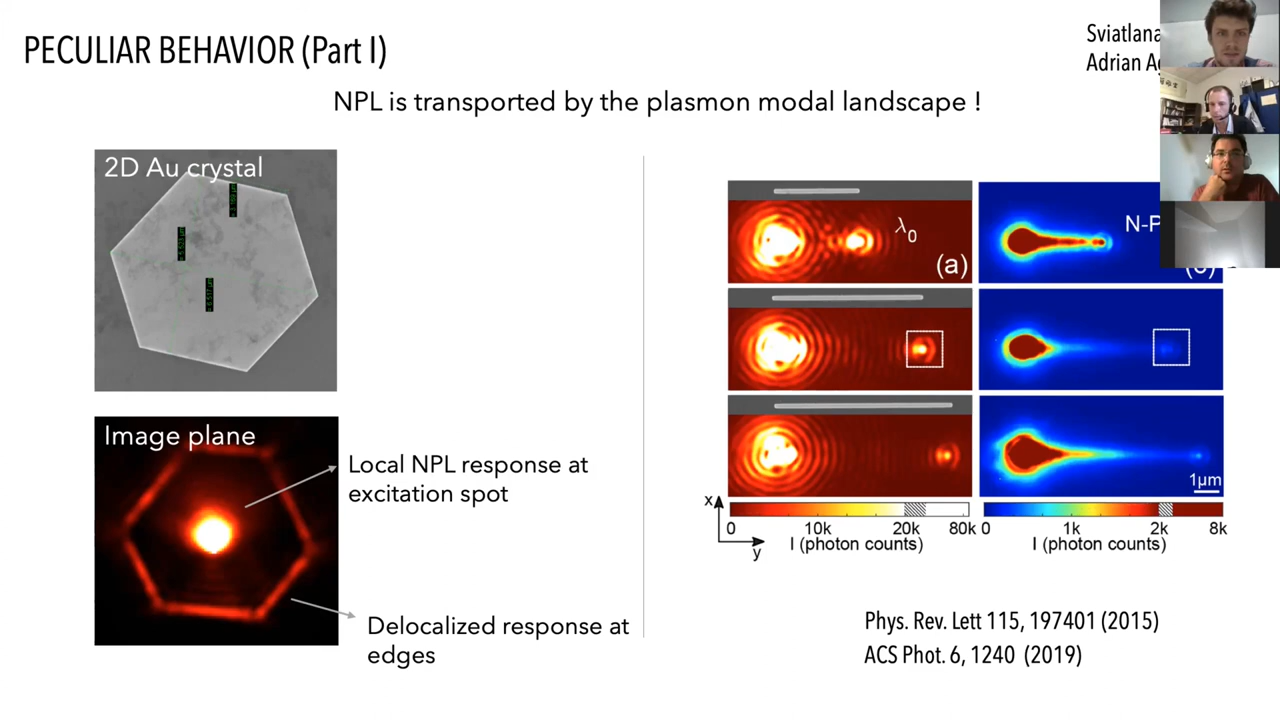 PECULIAR BEHAVIOR (Part I)
Sviatlana
Adrian
NPL is transported by the plasmon modal landscape !
2D Au crystal
Image plane
Local NPL response at
excitation spot
Delocalized response at
edges
λ₀
(a)
N-P
1μm
x
y
0 10k 20k 80k
I (photon counts)
0 1k 2k 8k
I (photon counts)
Phys. Rev. Lett 115, 197401 (2015)
ACS Phot. 6, 1240 (2019)